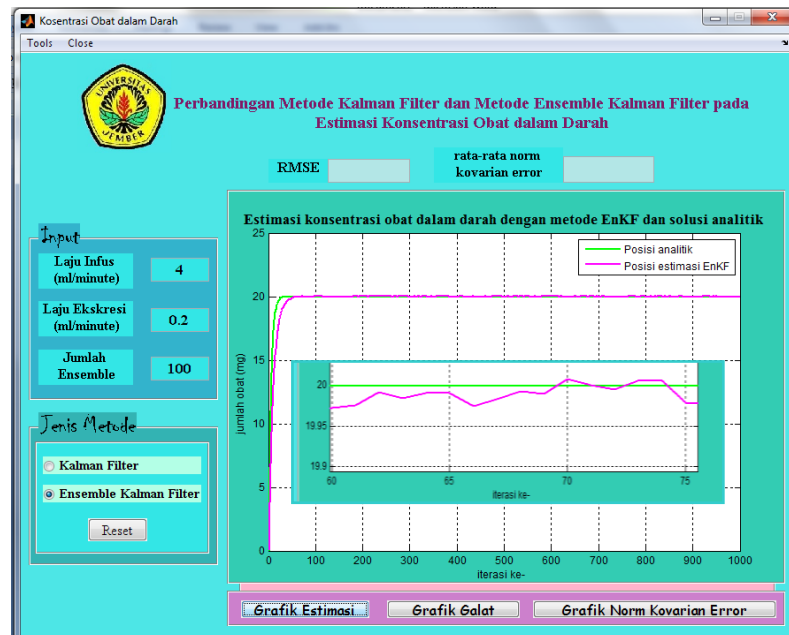 Kosentrasi Obat dalam Darah
Tools Close
UNIVERSITAS
JEMBER
Perbandingan Metode Kalman Filter dan Metode Ensemble Kalman Filter pada
Estimasi Konsentrasi Obat dalam Darah
RMSE
rata-rata norm
kovarian error
Input
Laju Infus
(ml/minute)
4
Laju Ekskresi
(ml/minute)
0.2
Jumlah
Ensemble
100
Jenis Metode
Kalman Filter
Ensemble Kalman Filter
Reset
Estimasi konsentrasi obat dalam darah dengan metode EnKF dan solusi analitik
Posisi analitik
Posisi estimasi EnKF
jumlah obat (mg)
25
20
15
10
5
0
0 100 200 300 400 500 600 700 800 900 1000
iterasi ke-
20
19.95
19.9
60 65 70 75
iterasi ke-
Grafik Estimasi Grafik Galat Grafik Norm Kovarian Error